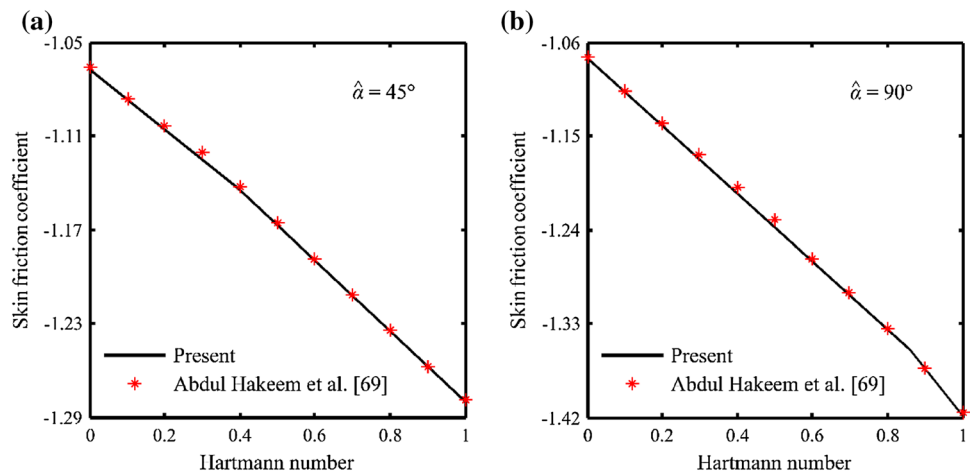 (a)
-1.05
-1.11
-1.17
-1.23
-1.29
Skin friction coefficient
α̂ = 45°
Present
Abdul Hakeem et al. [69]
0 0.2 0.4 0.6 0.8 1
Hartmann number
(b)
-1.06
-1.15
-1.24
-1.33
-1.42
Skin friction coefficient
α̂ = 90°
Present
Abdul Hakeem et al. [69]
0 0.2 0.4 0.6 0.8 1
Hartmann number